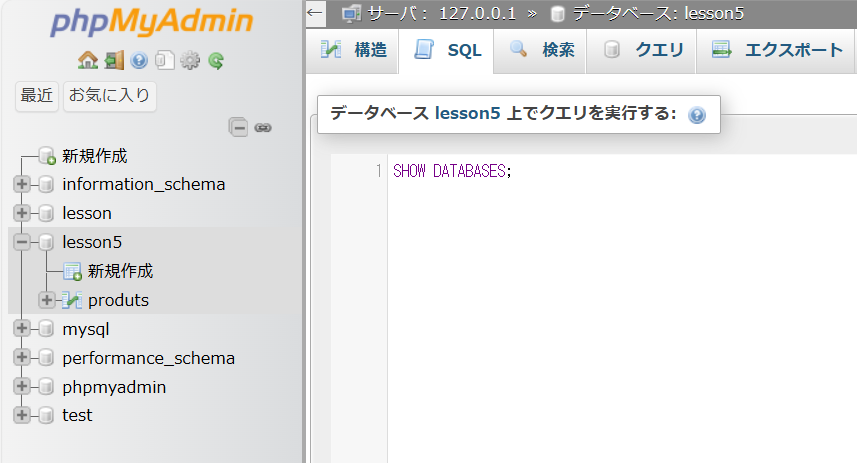 phpMyAdmin
最近 お気に入り
新規作成
information_schema
lesson
lesson5
新規作成
produts
mysql
performance_schema
phpmyadmin
test
← サーバ: 127.0.0.1 » データベース: lesson5
構造 SQL 検索 クエリ エクスポート
データベース lesson5 上でクエリを実行する:
1 SHOW DATABASES;